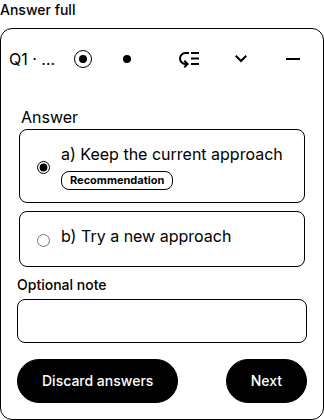 Answer full
Q1 · ...
Answer
a) Keep the current approach
Recommendation
b) Try a new approach
Optional note
Discard answers
Next